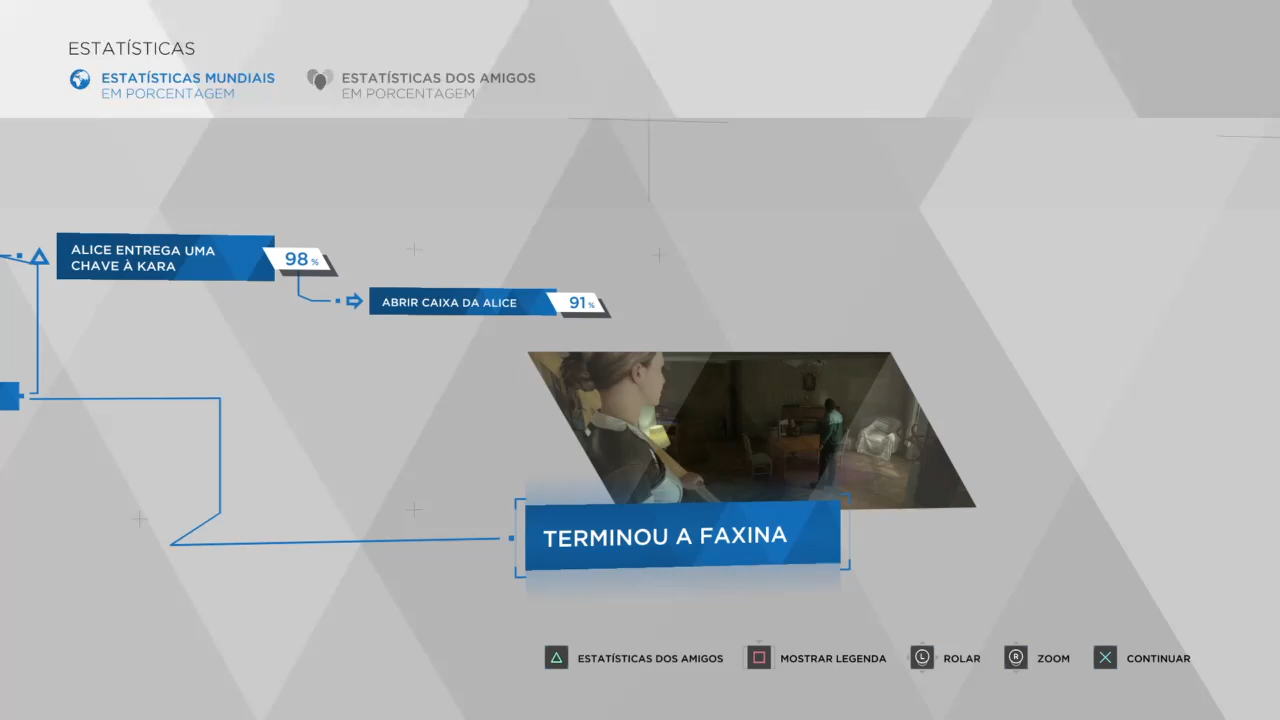 ESTATÍSTICAS
ESTATÍSTICAS MUNDIAIS
EM PORCENTAGEM
ESTATÍSTICAS DOS AMIGOS
EM PORCENTAGEM
ALICE ENTREGA UMA
CHAVE À KARA
98 %
ABRIR CAIXA DA ALICE
91 %
TERMINOU A FAXINA
ESTATÍSTICAS DOS AMIGOS
MOSTRAR LEGENDA
L ROLAR
R ZOOM
CONTINUAR